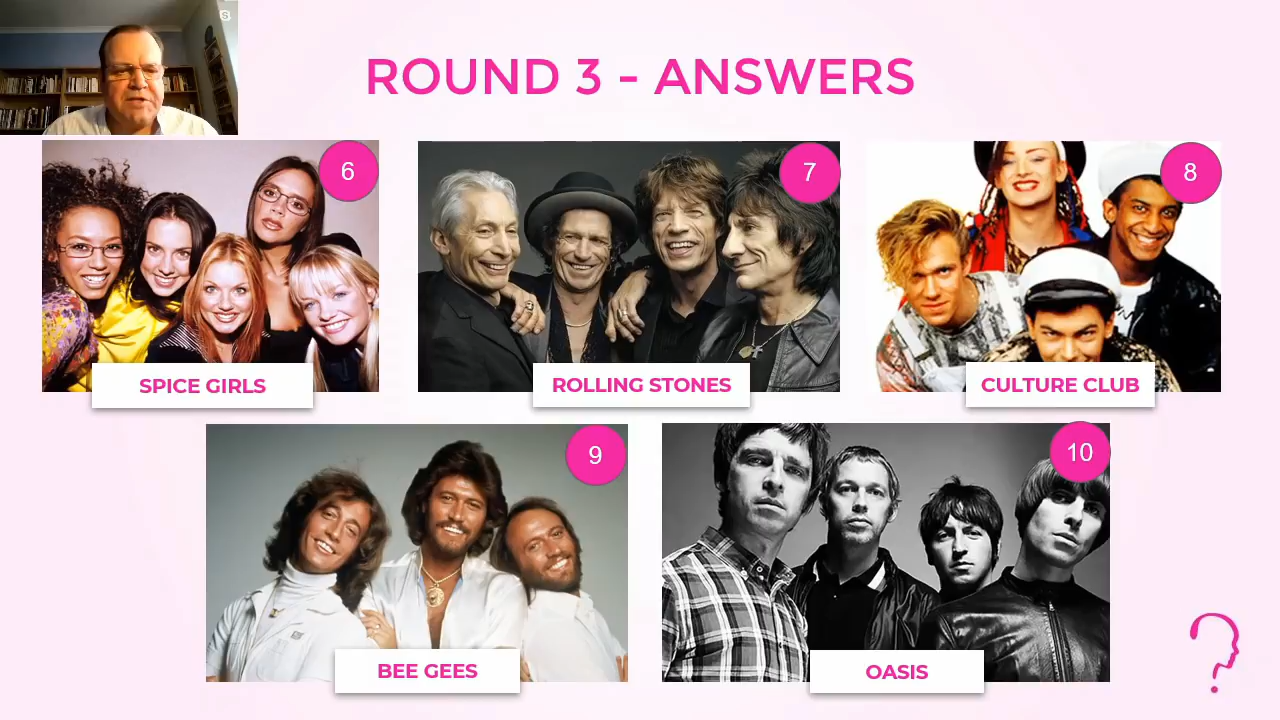 ROUND 3 - ANSWERS
6
7
8
SPICE GIRLS
ROLLING STONES
CULTURE CLUB
9
10
BEE GEES
OASIS
?